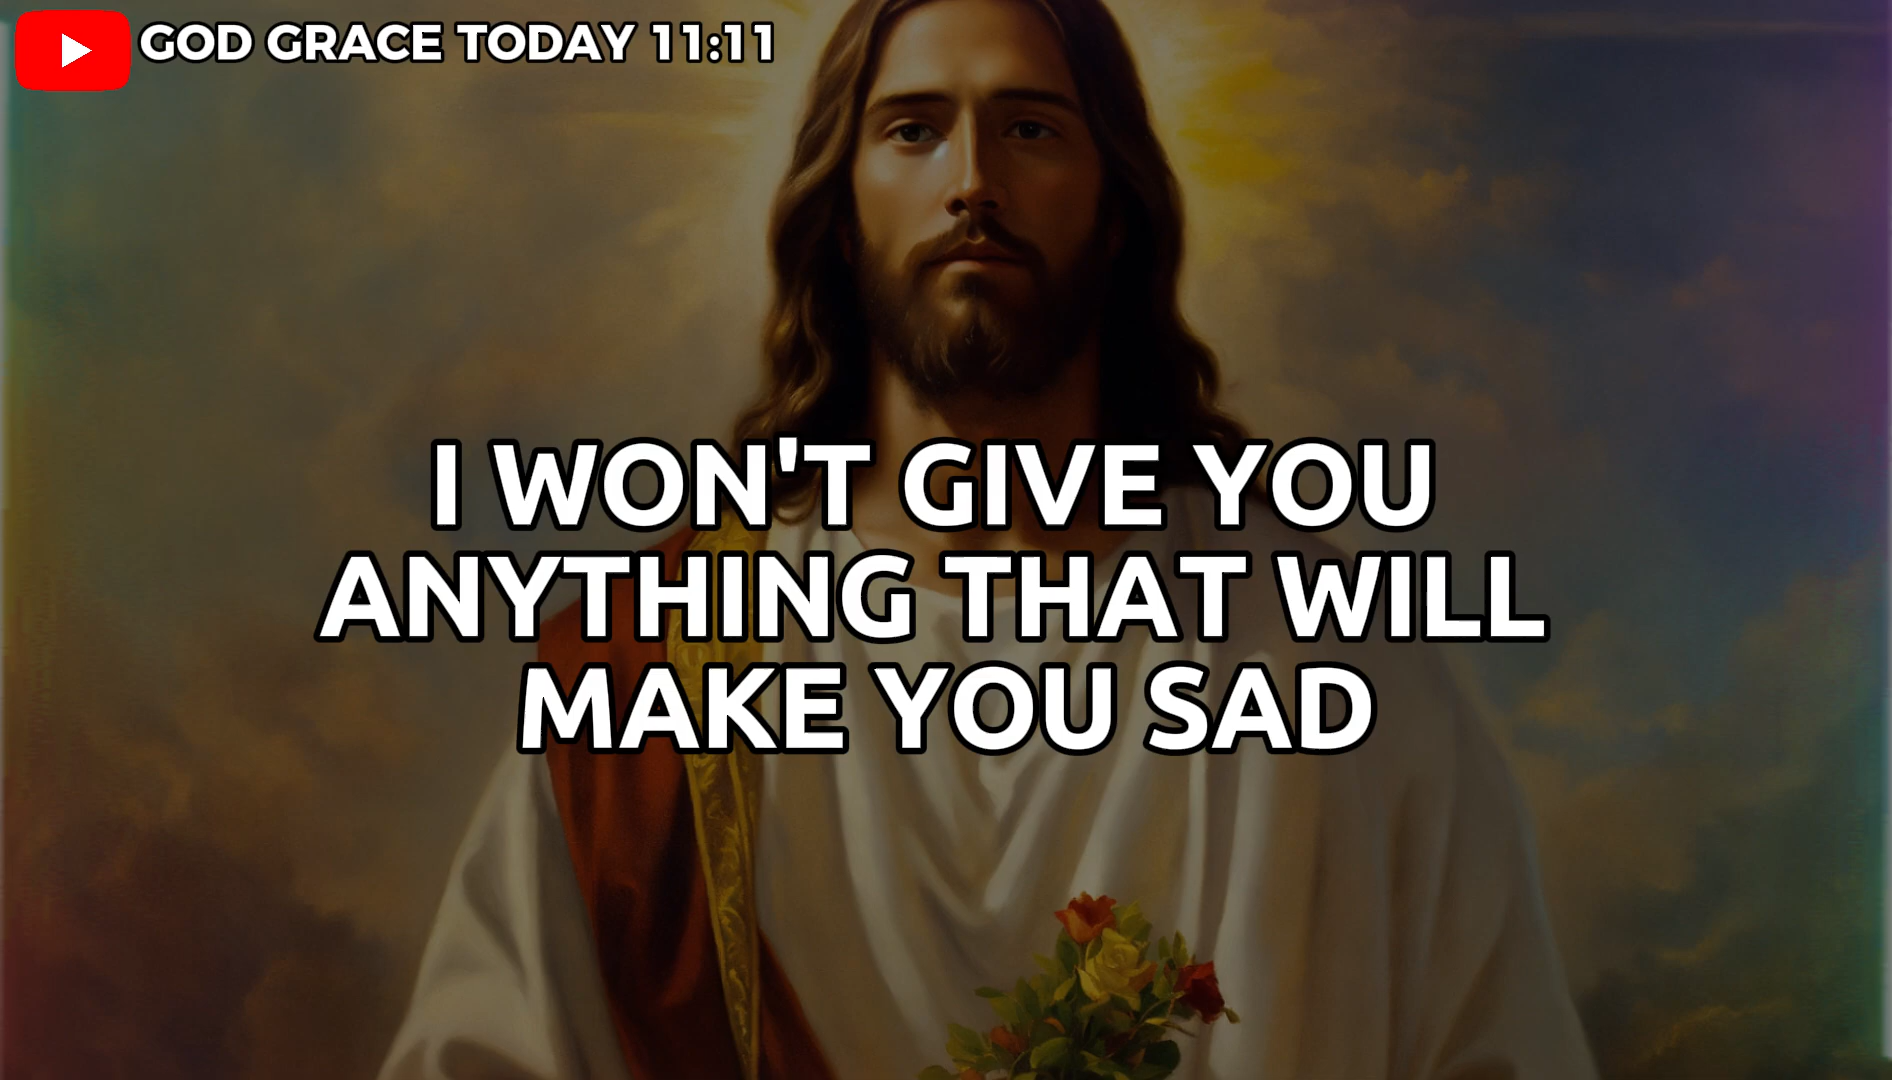 GOD GRACE TODAY 11:11
I WON'T GIVE YOU
ANYTHING THAT WILL
MAKE YOU SAD